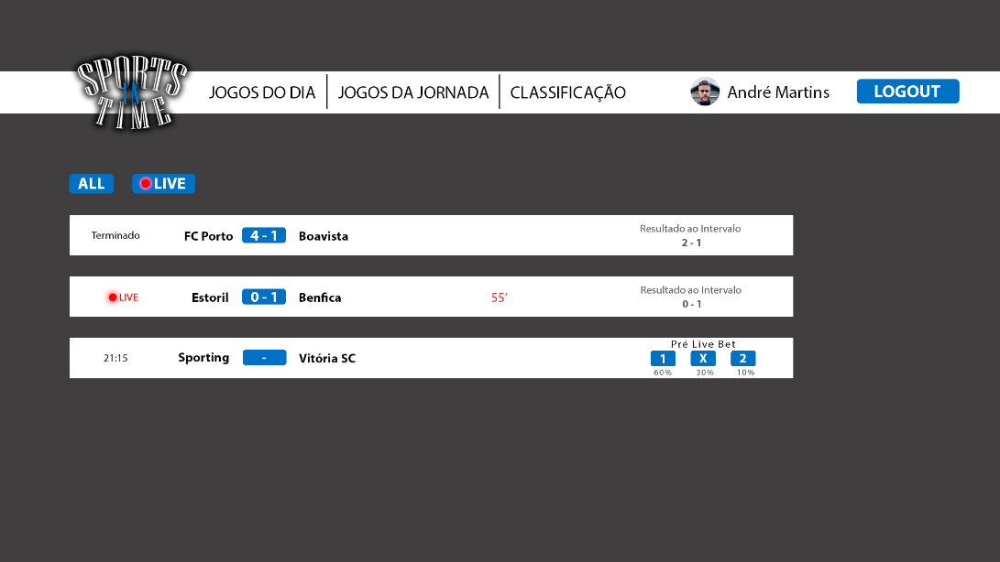 SPORTS
IN
TIME
JOGOS DO DIA
JOGOS DA JORNADA
CLASSIFICAÇÃO
André Martins
LOGOUT
ALL
LIVE
Terminado
FC Porto
4 - 1
Boavista
Resultado ao Intervalo
2 - 1
LIVE
Estoril
0 - 1
Benfica
55’
Resultado ao Intervalo
0 - 1
21:15
Sporting
-
Vitória SC
Pré Live Bet
1 X 2
60% 30% 10%